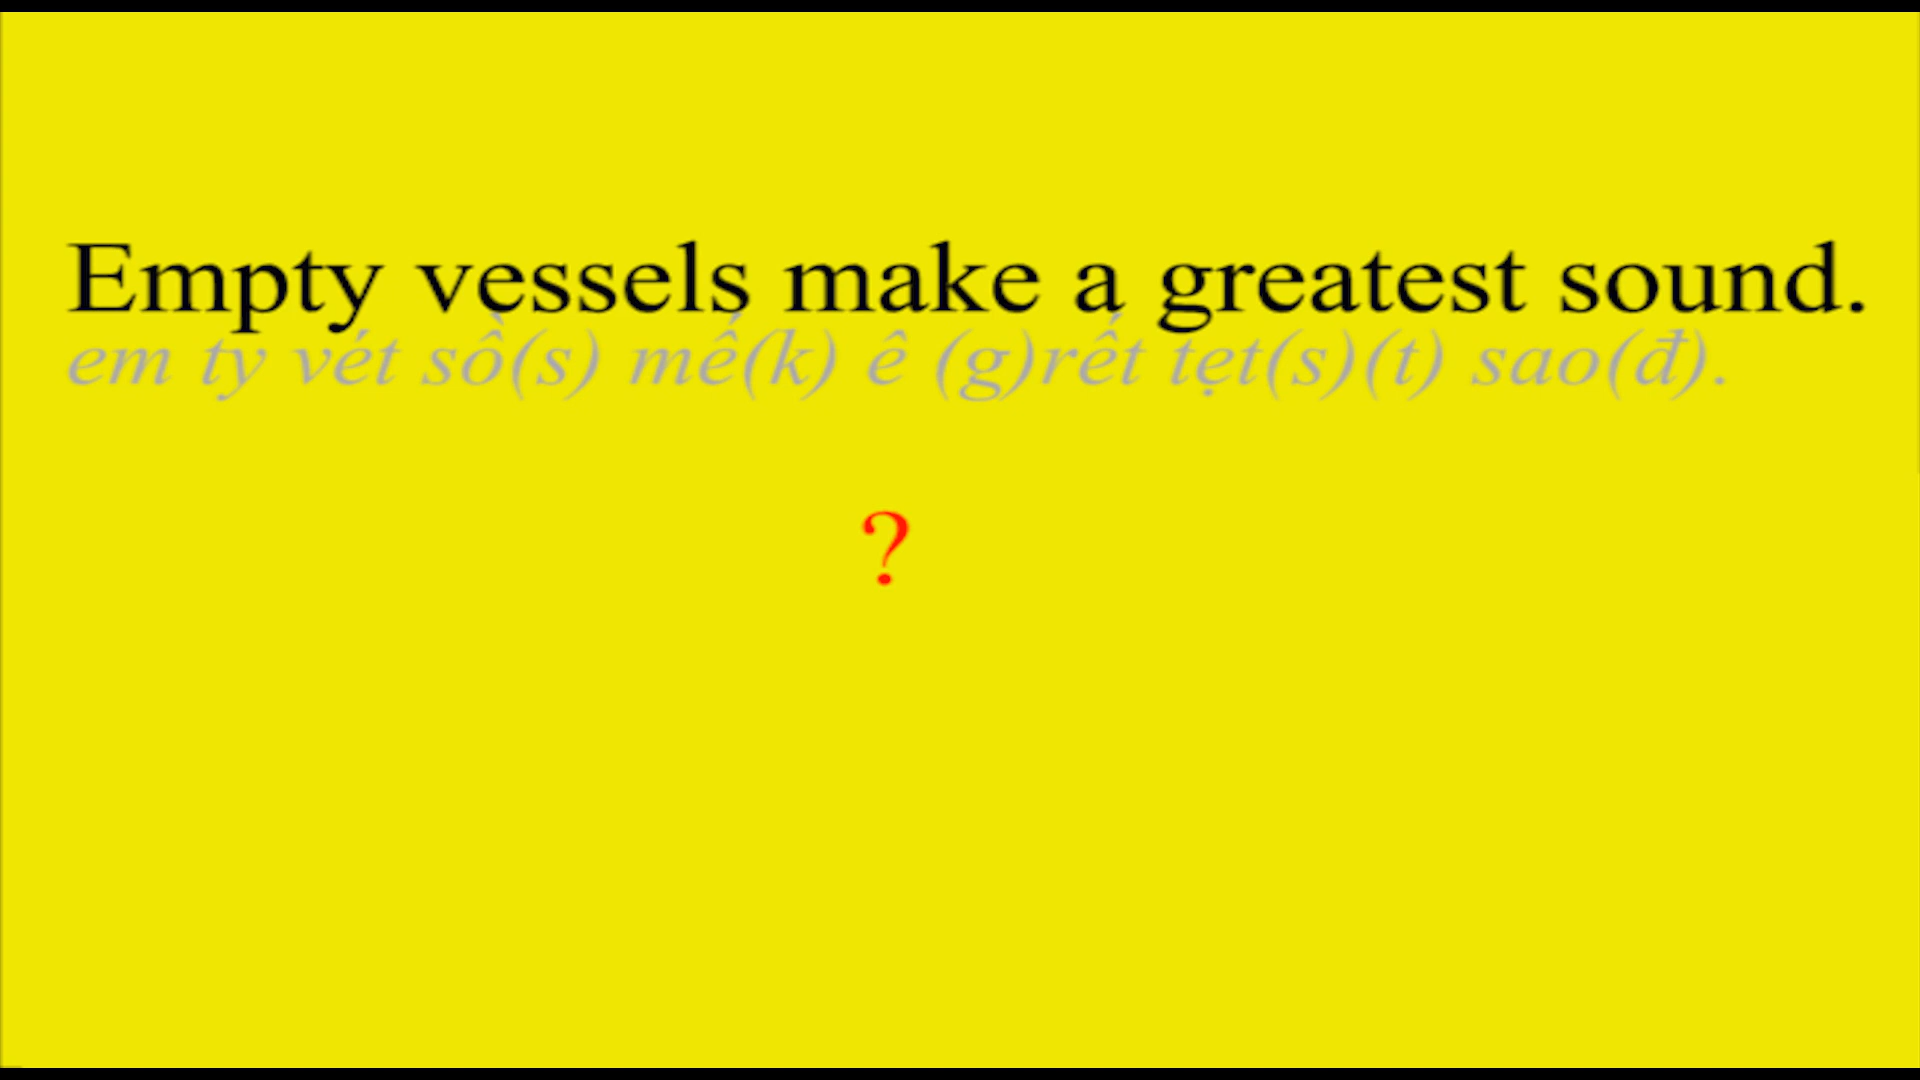 Empty vessels make a greatest sound.
em ty vét sồ(s) mế(k) ê (g)rết tẹt(s)(t) sao(đ).
?